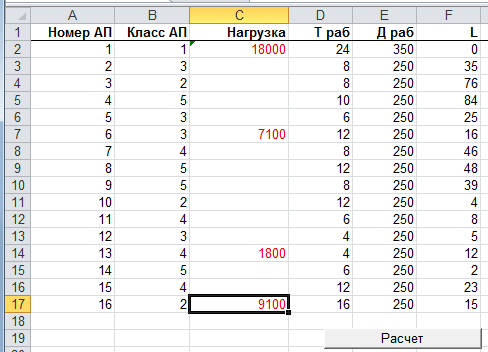 A B C D E F
1 Номер АП Класс АП Нагрузка Т раб Д раб L
2 1 1 18000 24 350 0
3 2 3 8 250 35
4 3 2 8 250 76
5 4 5 10 250 84
6 5 3 6 250 25
7 6 3 7100 12 250 16
8 7 4 8 250 46
9 8 5 12 250 48
10 9 5 8 250 39
11 10 2 12 250 4
12 11 4 6 250 8
13 12 3 4 250 5
14 13 4 1800 4 250 12
15 14 5 6 250 2
16 15 4 12 250 23
17 16 2 9100 16 250 15
18
19 Расчет
20